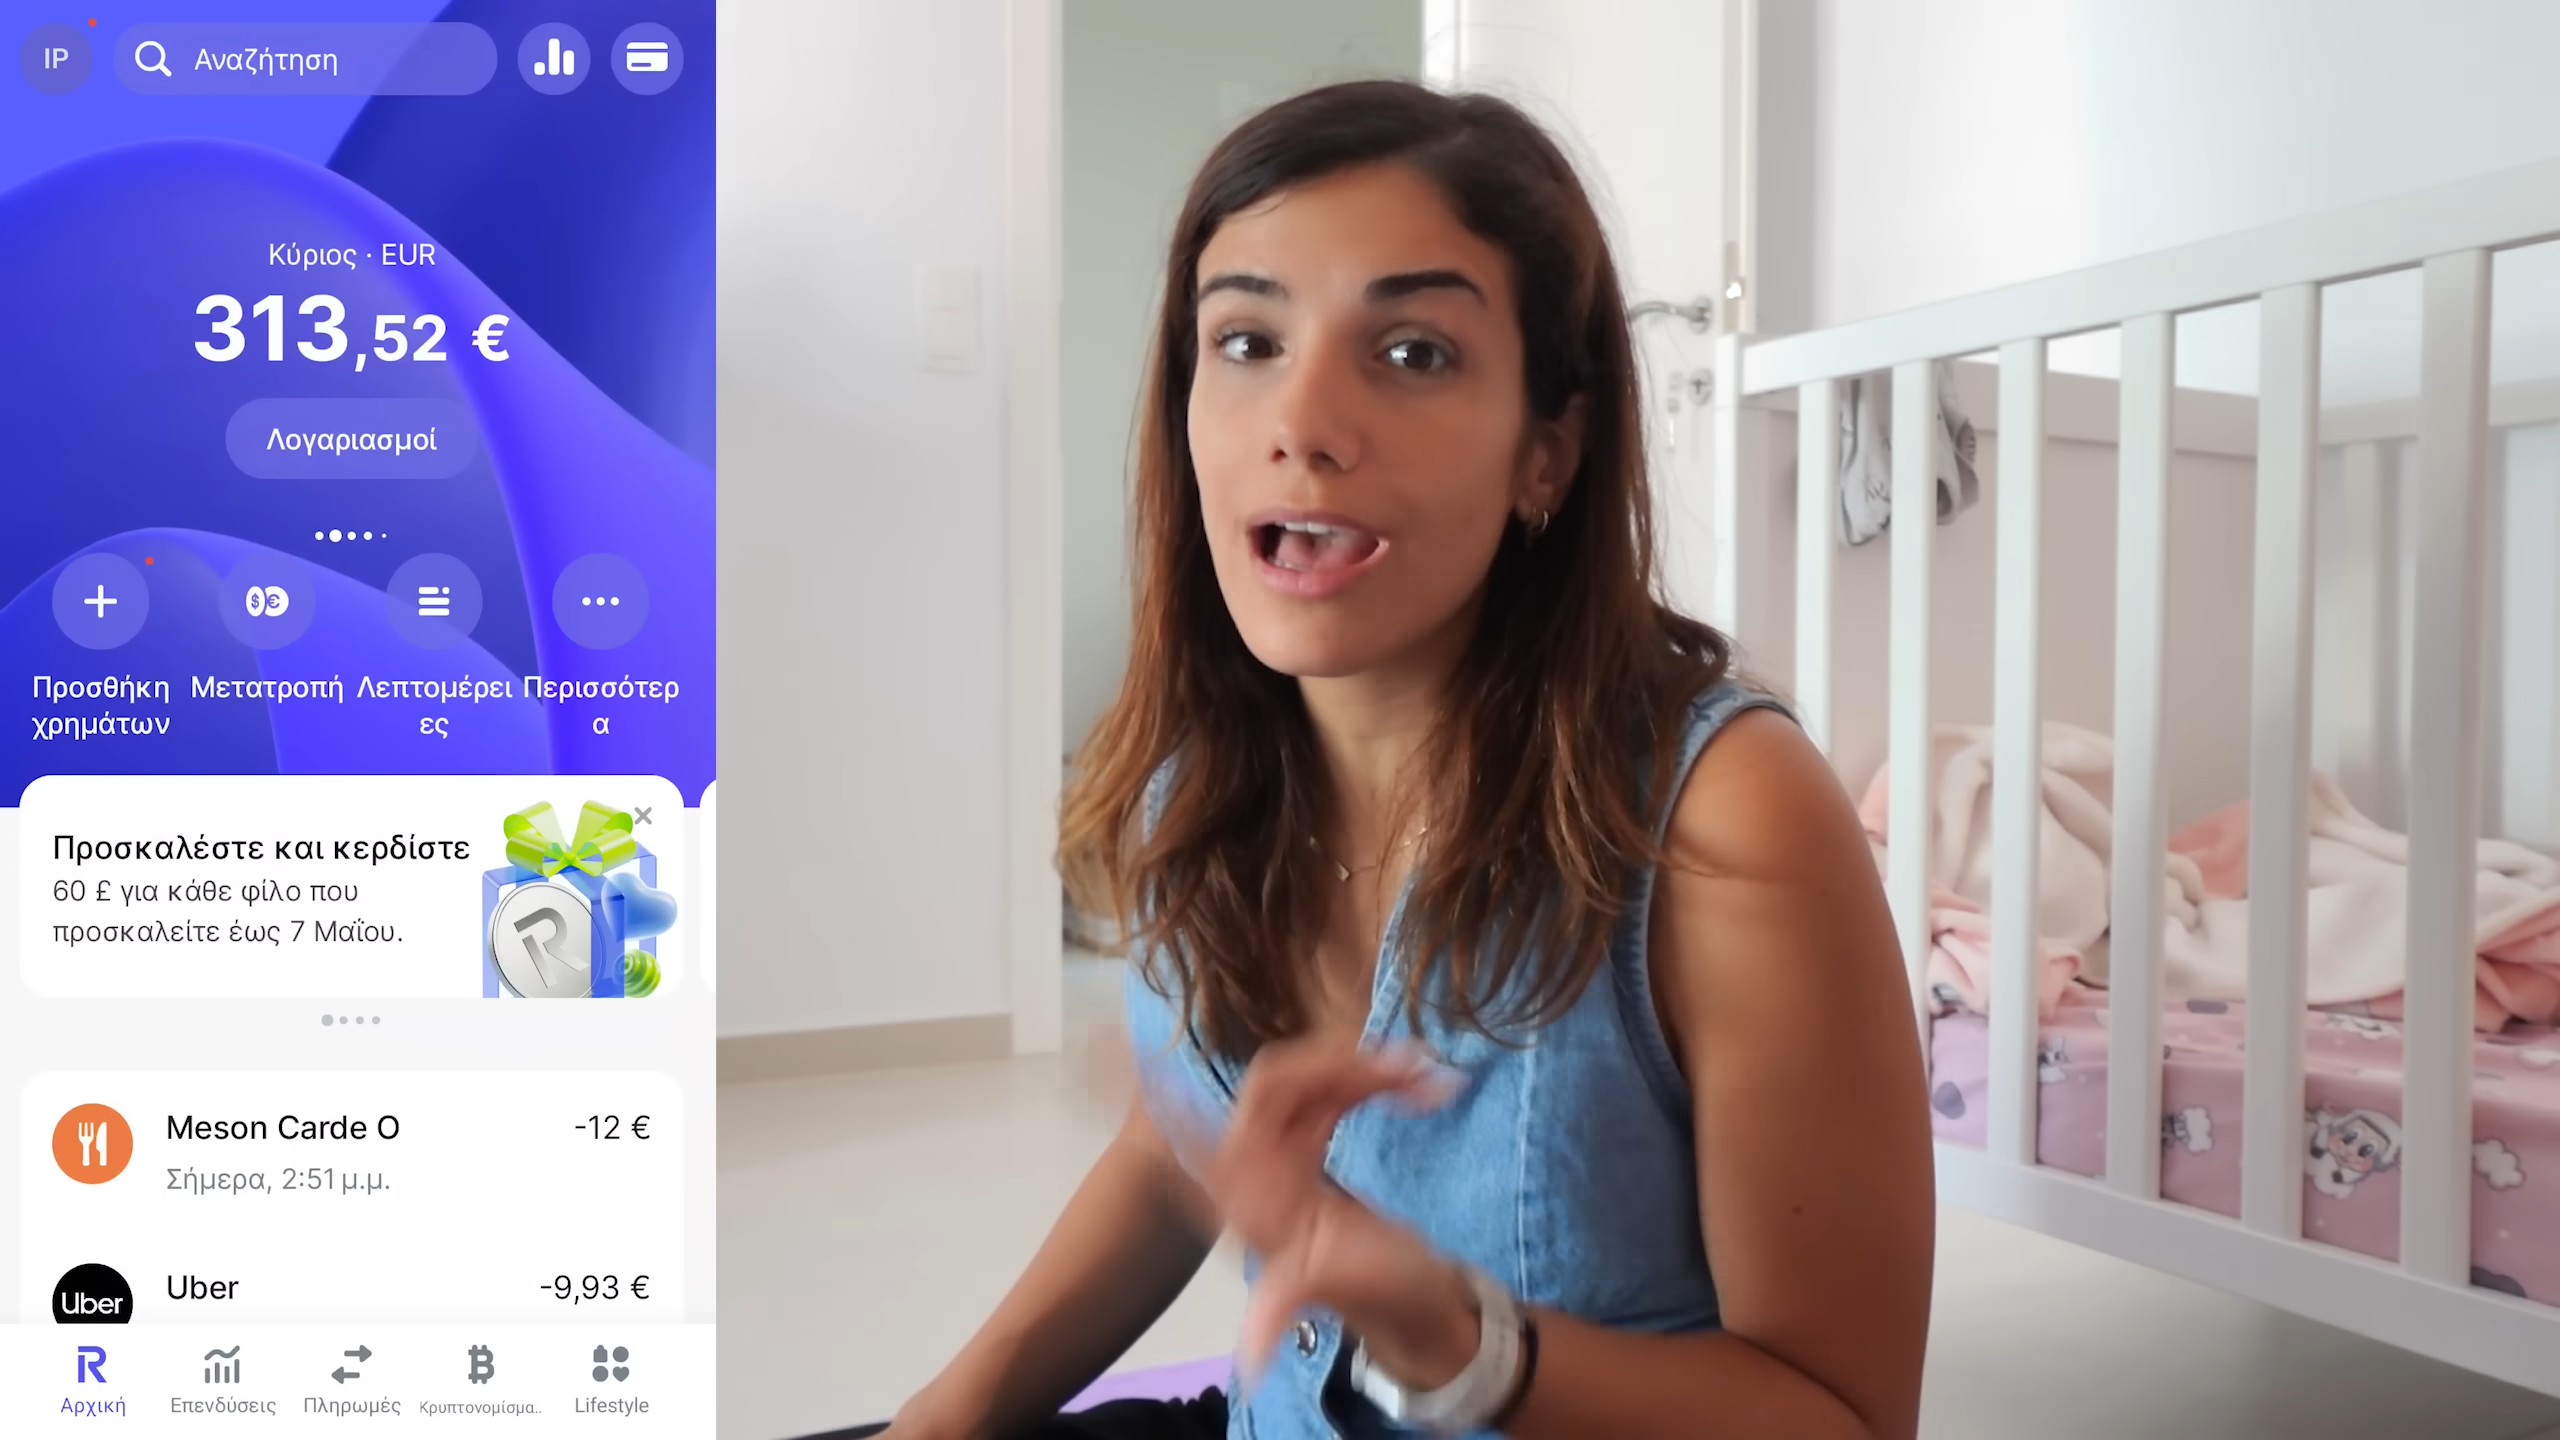 IP
Αναζήτηση
Κύριος · EUR
313,52 €
Λογαριασμοί
Προσθήκη χρημάτων
Μετατροπή
Λεπτομέρει
ες
Περισσότερ
α
Προσκαλέστε και κερδίστε
60 £ για κάθε φίλο που
προσκαλείτε έως 7 Μαΐου.
Meson Carde O -12 €
Σήμερα, 2:51 μ.μ.
Uber
Uber -9,93 €
Αρχική
Επενδύσεις
Πληρωμές
Κρυπτονομίσμα..
Lifestyle